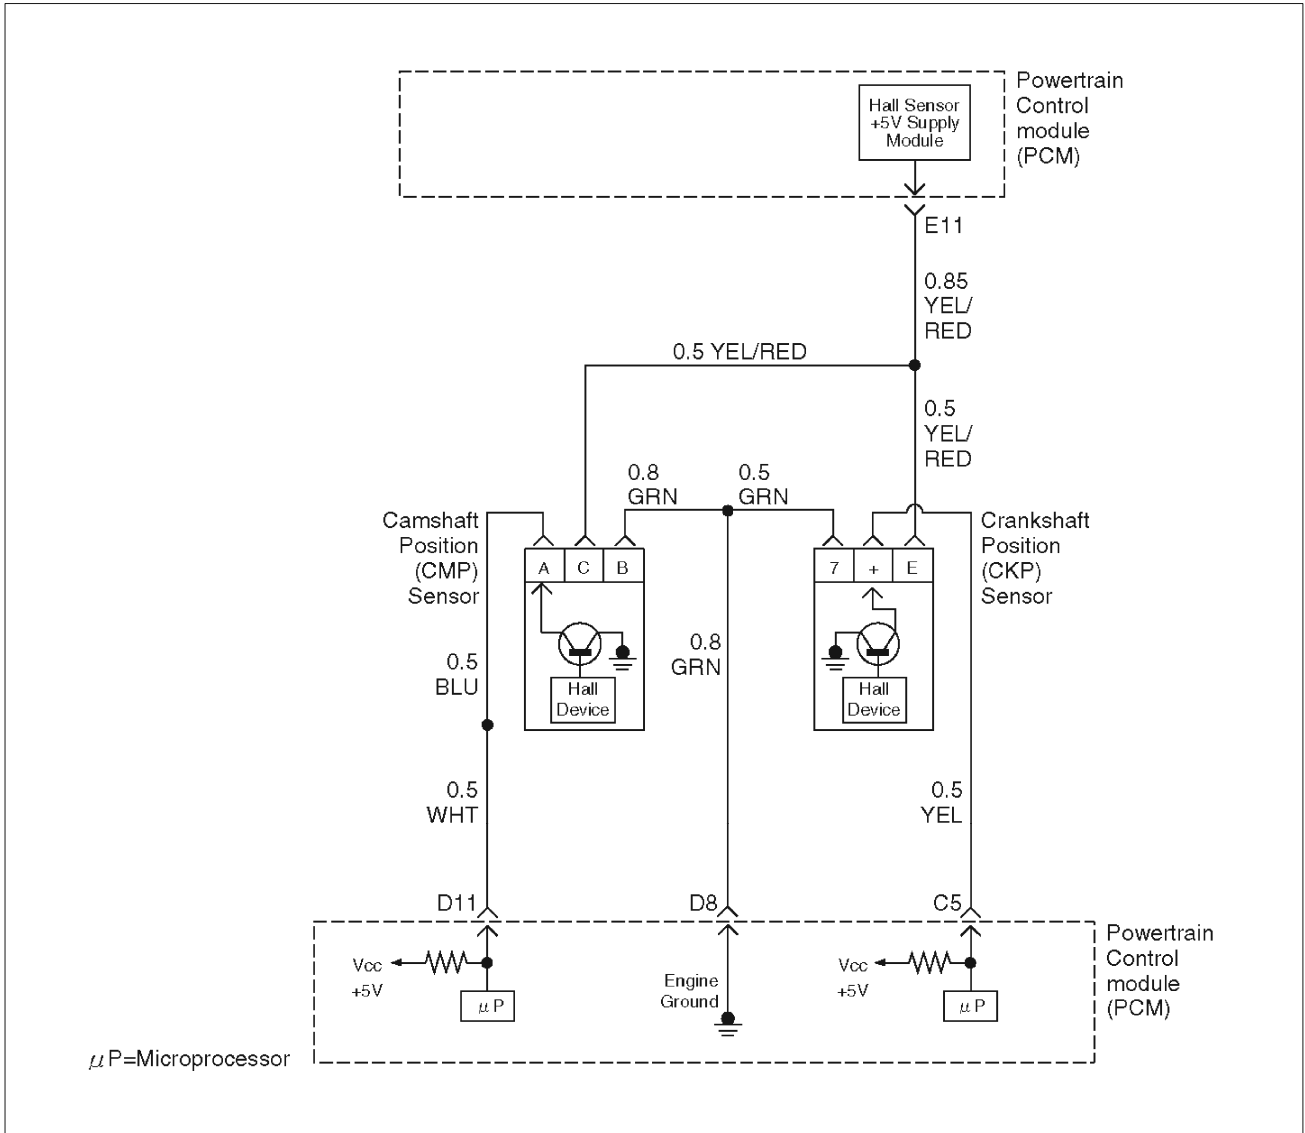 Powertrain
Control
module
(PCM)
Hall Sensor
+5V Supply
Module
E11
0.85
YEL/
RED
0.5 YEL/RED
0.5
YEL/
RED
0.8
GRN
0.5
GRN
Camshaft
Position
(CMP)
Sensor
Crankshaft
Position
(CKP)
Sensor
A C B
7 + E
Hall
Device
Hall
Device
0.5
BLU
0.8
GRN
0.5
WHT
0.5
YEL
D11
D8
C5
Powertrain
Control
module
(PCM)
Vcc
+5V
μP
Engine
Ground
Vcc
+5V
μP
μP=Microprocessor